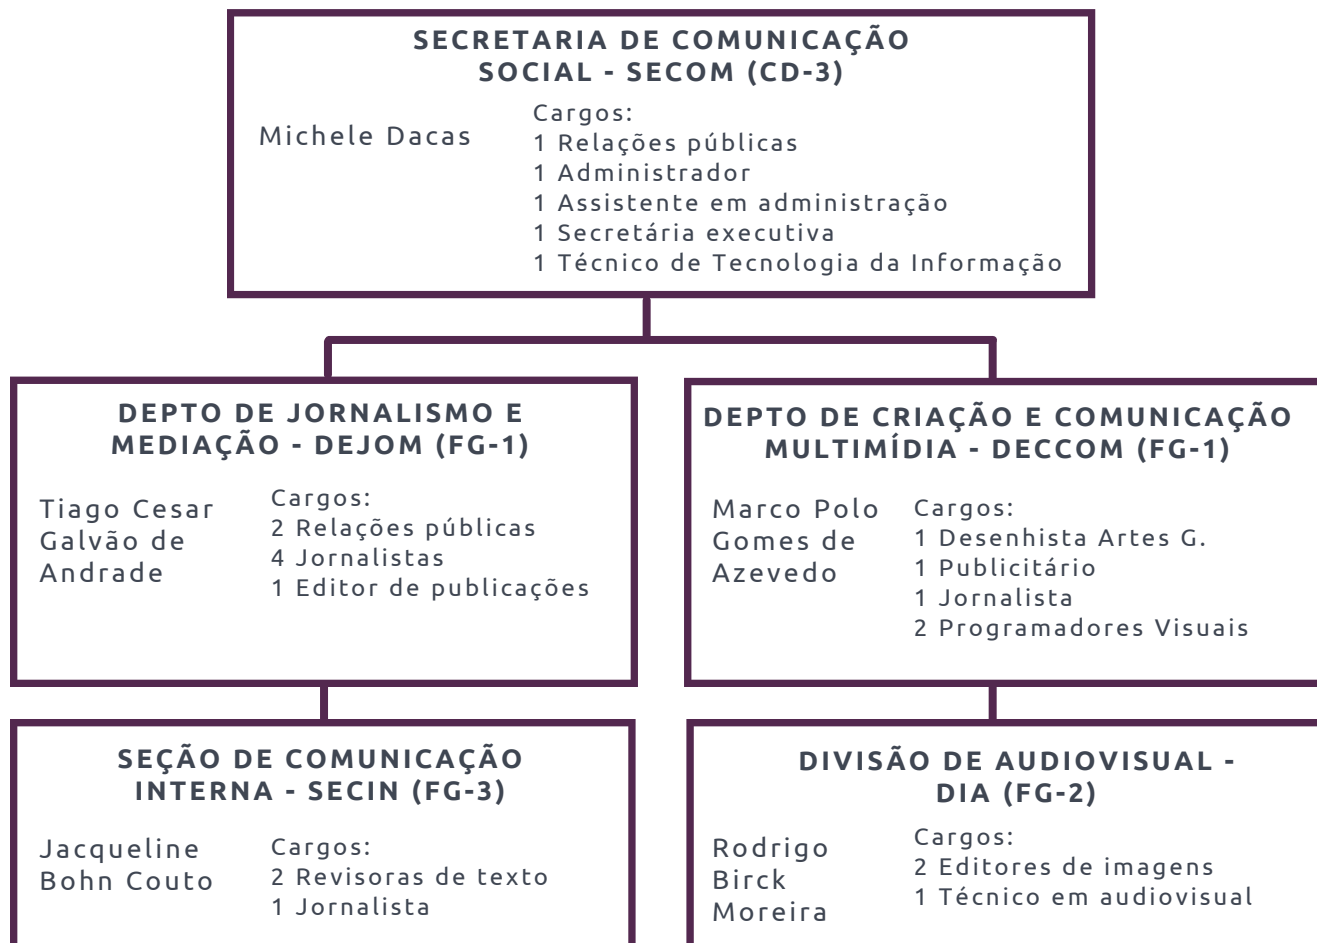 SECRETARIA DE COMUNICAÇÃO
SOCIAL - SECOM (CD-3)
Michele Dacas
Cargos:
1 Relações públicas
1 Administrador
1 Assistente em administração
1 Secretária executiva
1 Técnico de Tecnologia da Informação
DEPTO DE JORNALISMO E
MEDIAÇÃO - DEJOM (FG-1)
Tiago Cesar
Galvão de
Andrade
Cargos:
2 Relações públicas
4 Jornalistas
1 Editor de publicações
DEPTO DE CRIAÇÃO E COMUNICAÇÃO
MULTIMÍDIA - DECCOM (FG-1)
Marco Polo
Gomes de
Azevedo
Cargos:
1 Desenhista Artes G.
1 Publicitário
1 Jornalista
2 Programadores Visuais
SEÇÃO DE COMUNICAÇÃO
INTERNA - SECIN (FG-3)
Jacqueline
Bohn Couto
Cargos:
2 Revisoras de texto
1 Jornalista
DIVISÃO DE AUDIOVISUAL -
DIA (FG-2)
Rodrigo
Birck
Moreira
Cargos:
2 Editores de imagens
1 Técnico em audiovisual